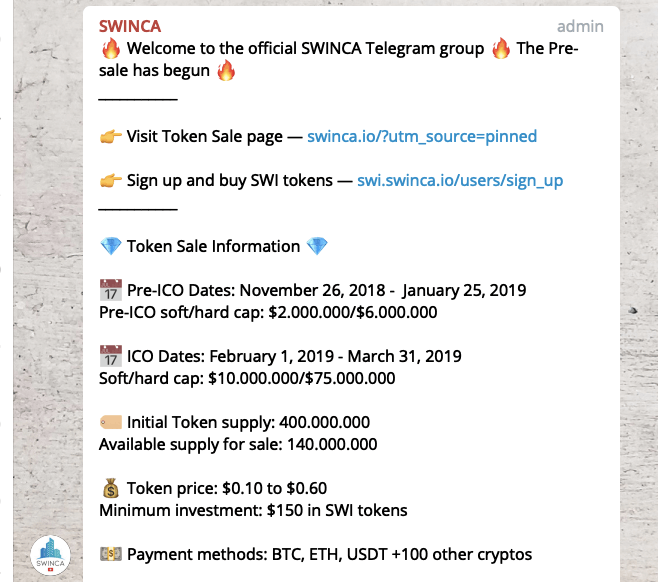 SWINCA admin
🔥 Welcome to the official SWINCA Telegram group 🔥 The Pre-
sale has begun 🔥
___________
👉 Visit Token Sale page — swinca.io/?utm_source=pinned
👉 Sign up and buy SWI tokens — swi.swinca.io/users/sign_up
___________
💎 Token Sale Information 💎
📅 Pre-ICO Dates: November 26, 2018 - January 25, 2019
Pre-ICO soft/hard cap: $2.000.000/$6.000.000
📅 ICO Dates: February 1, 2019 - March 31, 2019
Soft/hard cap: $10.000.000/$75.000.000
🏷 Initial Token supply: 400.000.000
Available supply for sale: 140.000.000
💰 Token price: $0.10 to $0.60
Minimum investment: $150 in SWI tokens
💵 Payment methods: BTC, ETH, USDT +100 other cryptos
SWINCA